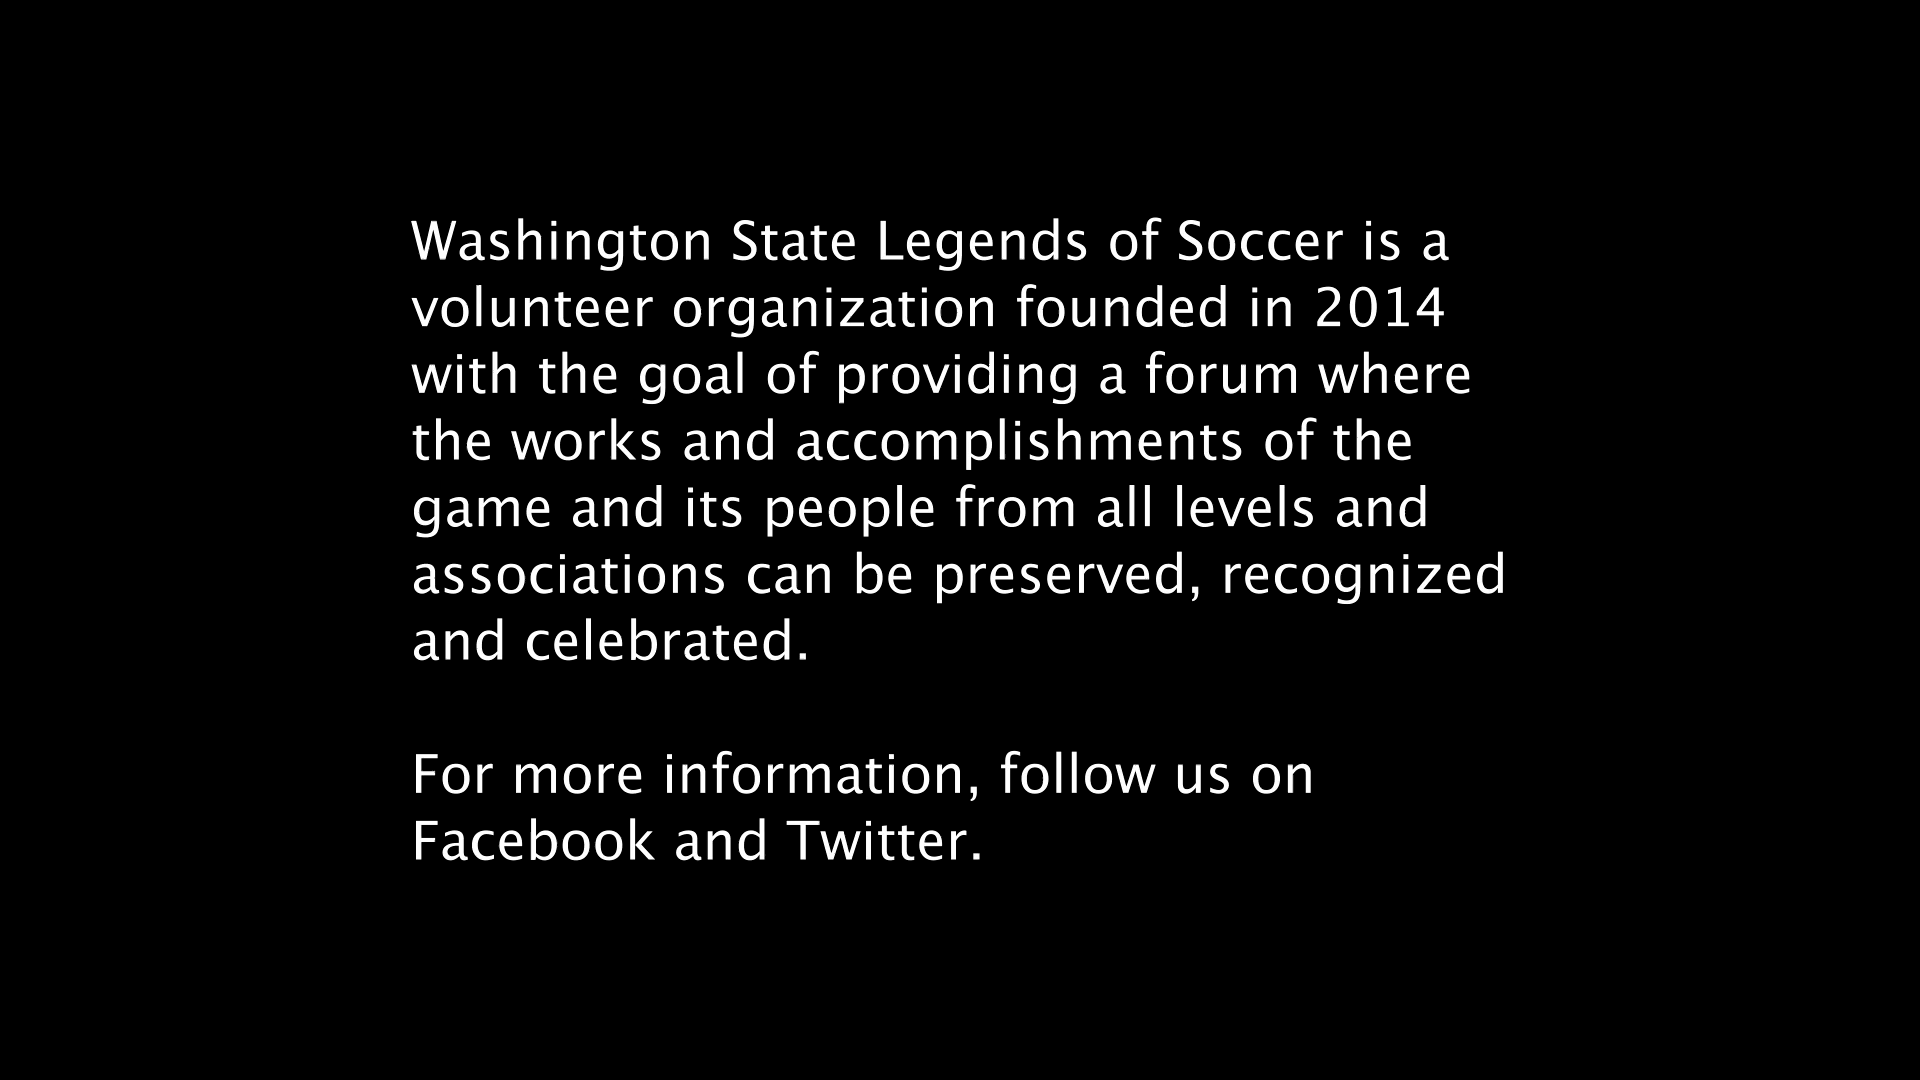 Washington State Legends of Soccer is a
volunteer organization founded in 2014
with the goal of providing a forum where
the works and accomplishments of the
game and its people from all levels and
associations can be preserved, recognized
and celebrated.
For more information, follow us on
Facebook and Twitter.